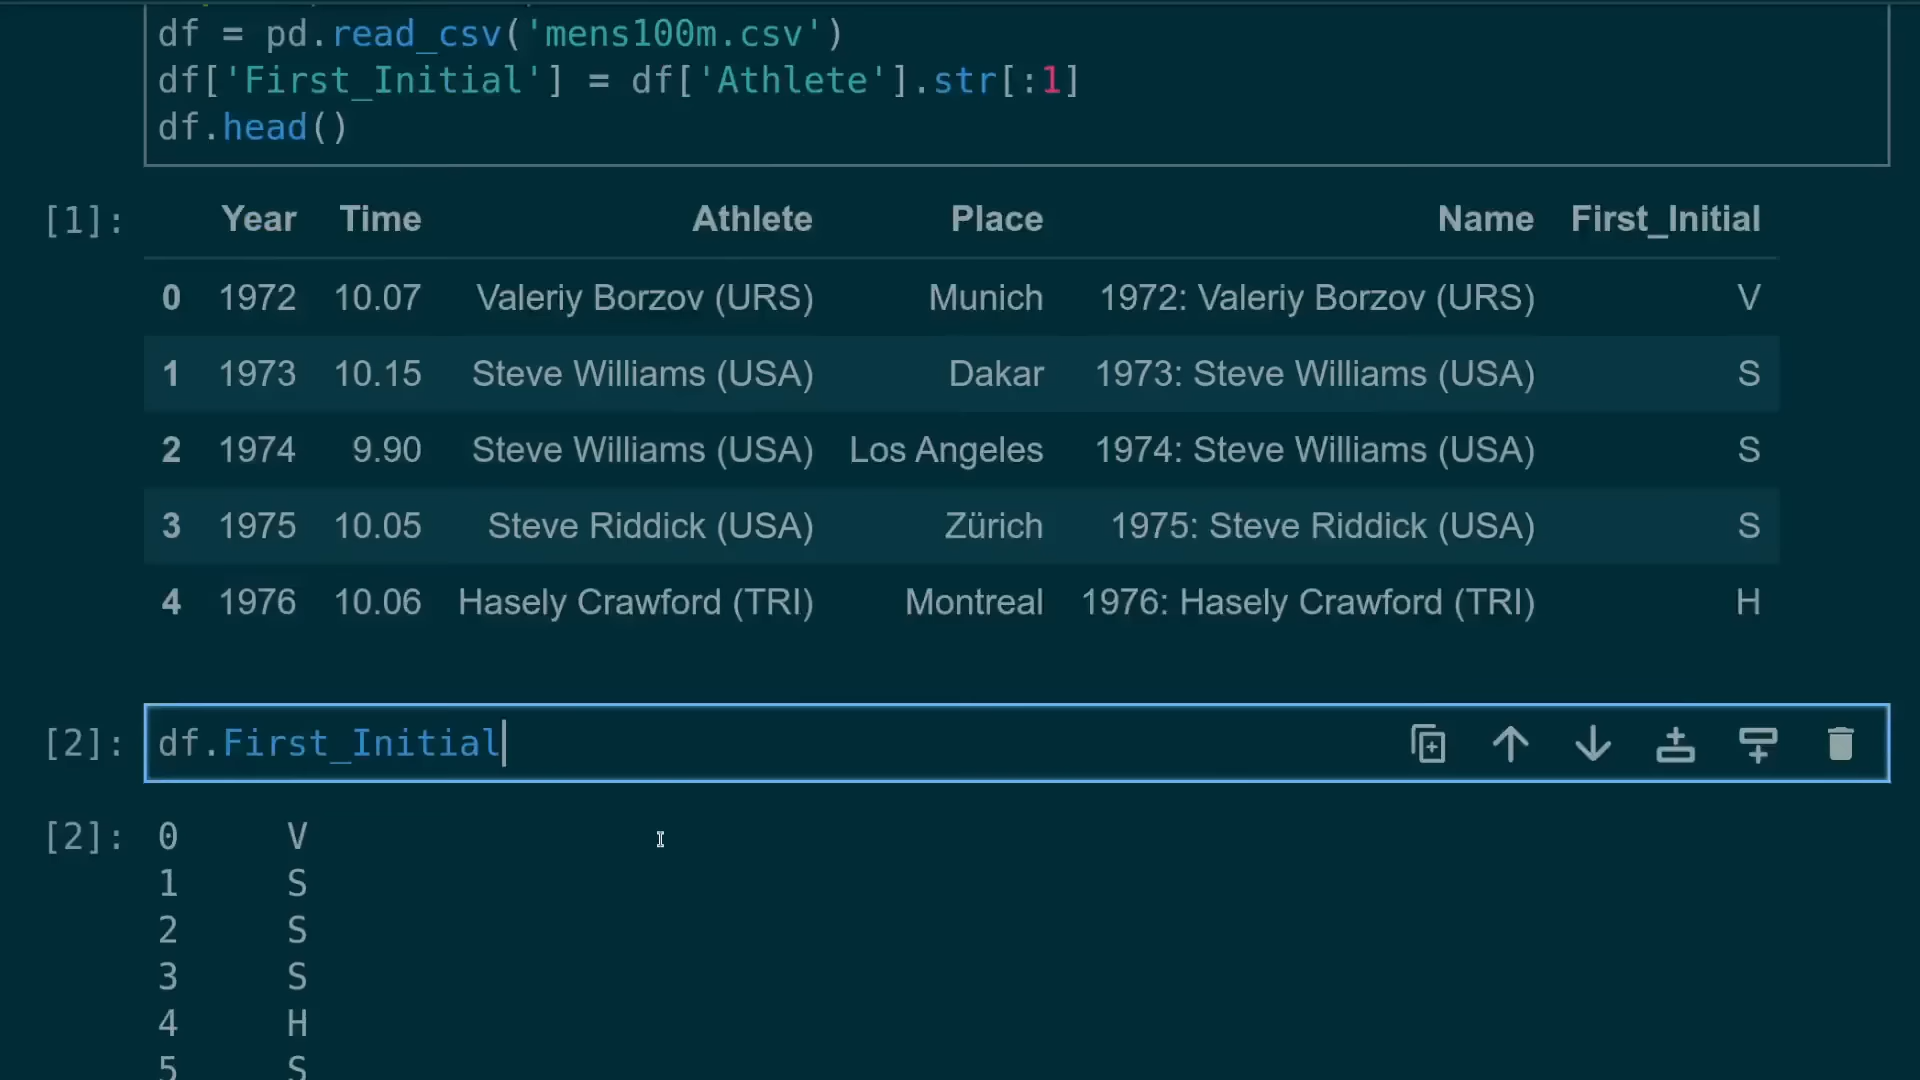 df = pd.read_csv('mens100m.csv')
df['First_Initial'] = df['Athlete'].str[:1]
df.head()
[1]: Year Time Athlete Place Name First_Initial
0 1972 10.07 Valeriy Borzov (URS) Munich 1972: Valeriy Borzov (URS) V
1 1973 10.15 Steve Williams (USA) Dakar 1973: Steve Williams (USA) S
2 1974 9.90 Steve Williams (USA) Los Angeles 1974: Steve Williams (USA) S
3 1975 10.05 Steve Riddick (USA) Zürich 1975: Steve Riddick (USA) S
4 1976 10.06 Hasely Crawford (TRI) Montreal 1976: Hasely Crawford (TRI) H
[2]: df.First_Initial
[2]: 0 V
1 S
2 S
3 S
4 H
5 S